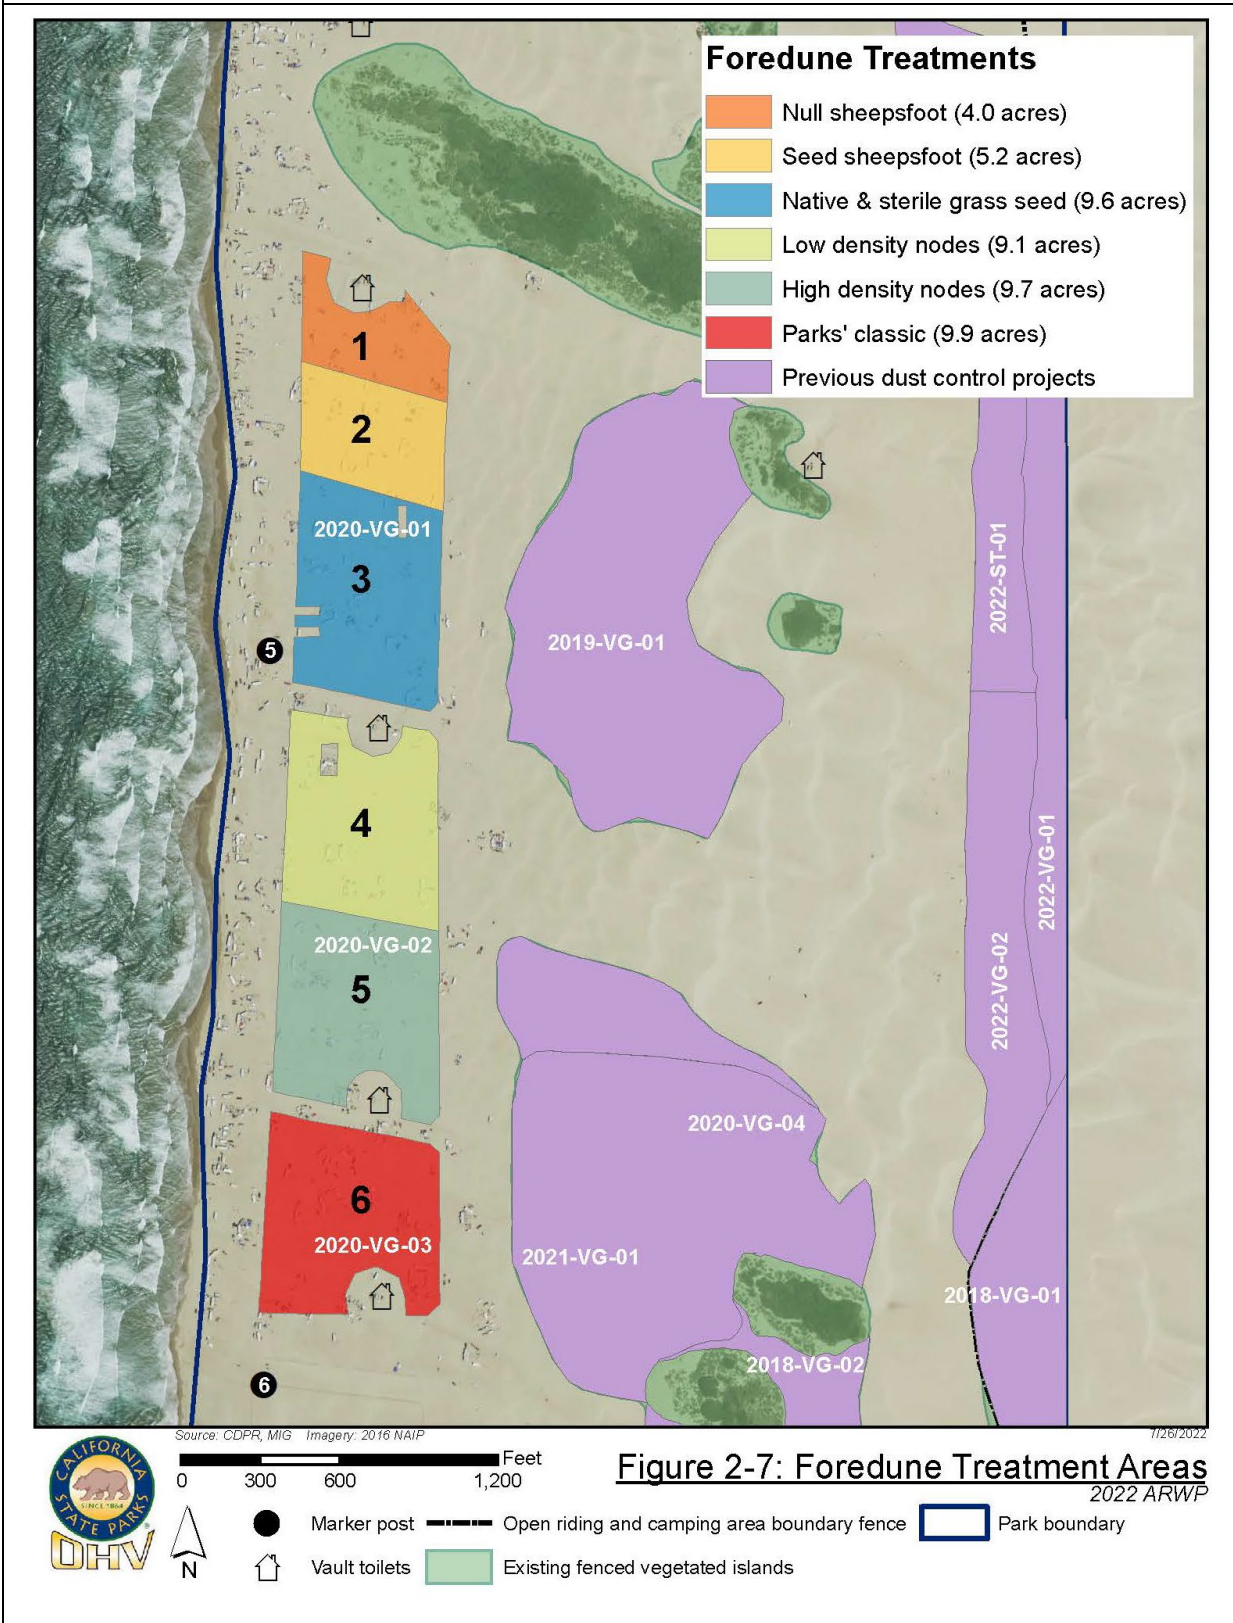 Foredune Treatments
Null sheepsfoot (4.0 acres)
Seed sheepsfoot (5.2 acres)
Native & sterile grass seed (9.6 acres)
Low density nodes (9.1 acres)
High density nodes (9.7 acres)
Parks' classic (9.9 acres)
Previous dust control projects
1
2
2020-VG-01
3
5
4
2020-VG-02
5
6
2020-VG-03
6
2019-VG-01
2022-ST-01
2022-VG-01
2022-VG-02
2020-VG-04
2021-VG-01
2018-VG-01
2018-VG-02
Source: CDPR, MIG Imagery: 2016 NAIP
7/26/2022
CALIFORNIA
SINCE 1864
STATE PARKS
OHV
Feet
0 300 600 1,200
Figure 2-7: Foredune Treatment Areas
2022 ARWP
N
Marker post
Open riding and camping area boundary fence
Park boundary
Vault toilets
Existing fenced vegetated islands